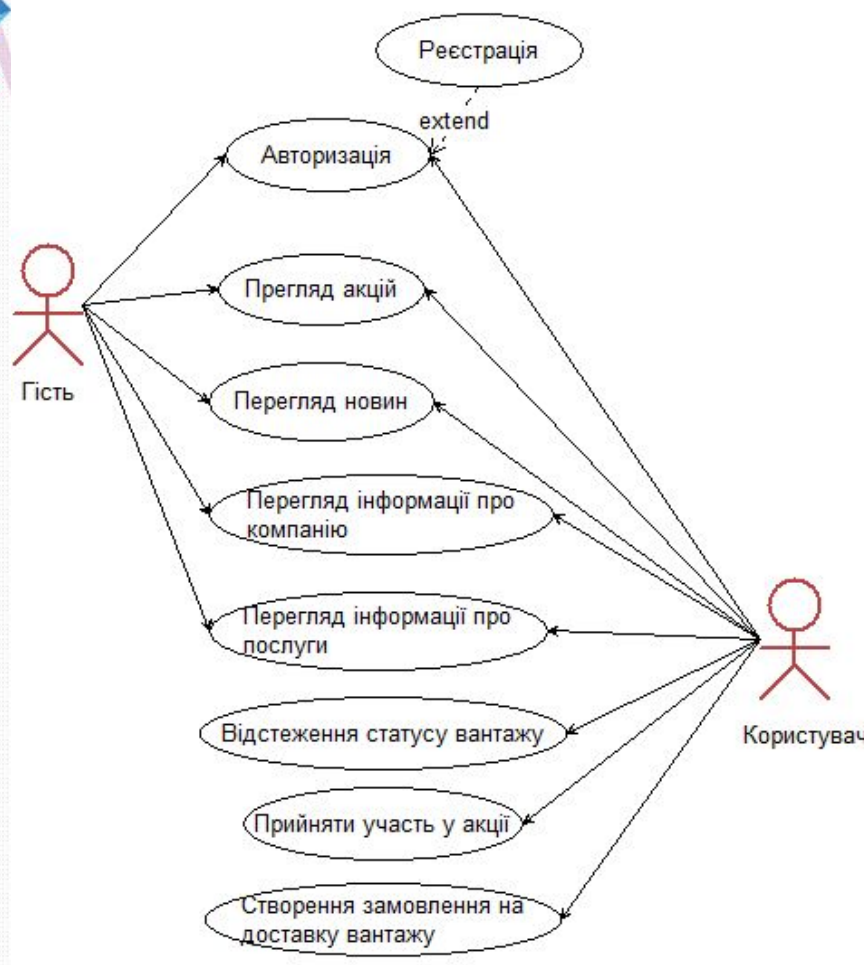 Реєстрація
extend
Авторизація
Прегляд акцій
Гість
Перегляд новин
Перегляд інформації про
компанію
Перегляд інформації про
послуги
Відстеження статусу вантажу
Користувач
Прийняти участь у акції
Створення замовлення на
доставку вантажу